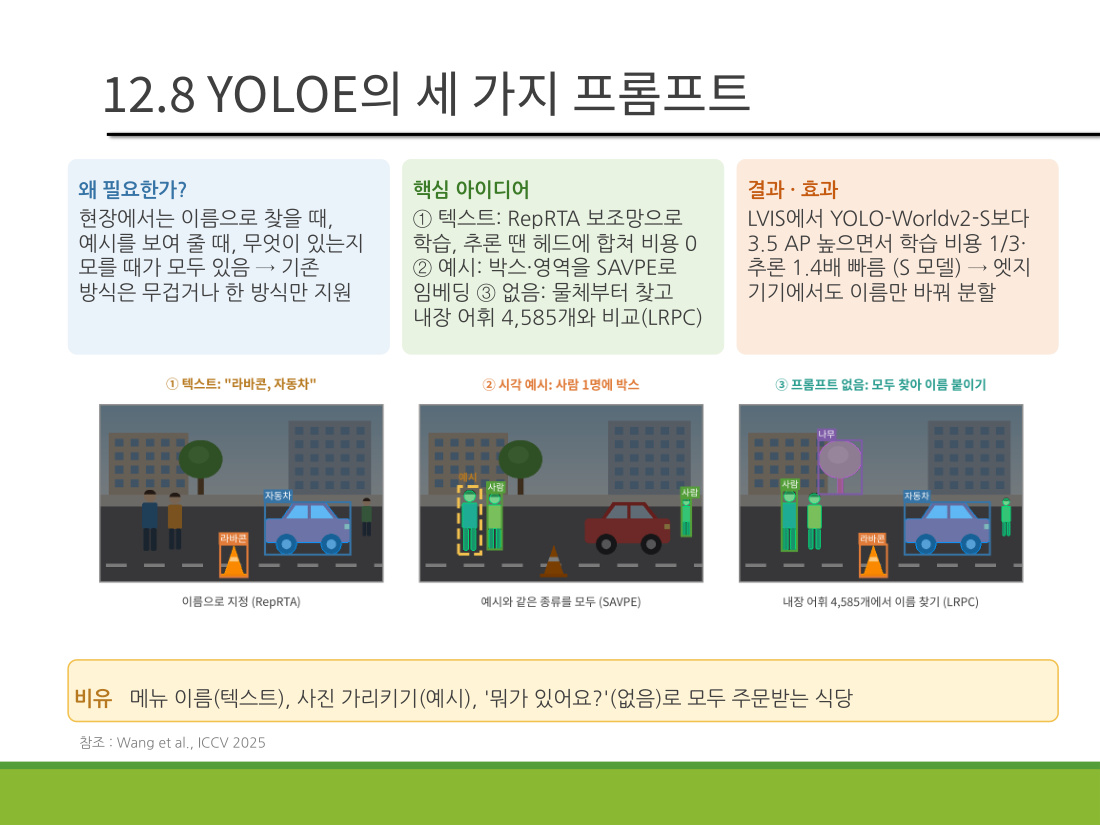 12.8 YOLOE의 세 가지 프롬프트
왜 필요한가?
현장에서는 이름으로 찾을 때,
예시를 보여 줄 때, 무엇이 있는지
모를 때가 모두 있음 → 기존
방식은 무겁거나 한 방식만 지원
핵심 아이디어
① 텍스트: RepRTA 보조망으로
학습, 추론 땐 헤드에 합쳐 비용 0
② 예시: 박스·영역을 SAVPE로
임베딩 ③ 없음: 물체부터 찾고
내장 어휘 4,585개와 비교(LRPC)
결과 · 효과
LVIS에서 YOLO-Worldv2-S보다
3.5 AP 높으면서 학습 비용 1/3·
추론 1.4배 빠름 (S 모델) → 엣지
기기에서도 이름만 바꿔 분할
① 텍스트: "라바콘, 자동차"
자동차
라바콘
이름으로 지정 (RepRTA)
② 시각 예시: 사람 1명에 박스
예시
사람
사람
예시와 같은 종류를 모두 (SAVPE)
③ 프롬프트 없음: 모두 찾아 이름 붙이기
나무
사람
자동차
라바콘
내장 어휘 4,585개에서 이름 찾기 (LRPC)
비유 메뉴 이름(텍스트), 사진 가리키기(예시), '뭐가 있어요?'(없음)로 모두 주문받는 식당
참조 : Wang et al., ICCV 2025